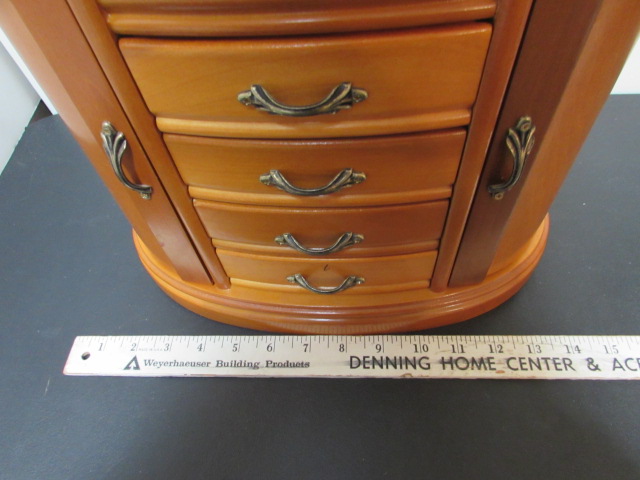 1 2 3 4 5 6 7 8 9 10 11 12 13 14 15
Weyerhaeuser Building Products DENNING HOME CENTER & AC